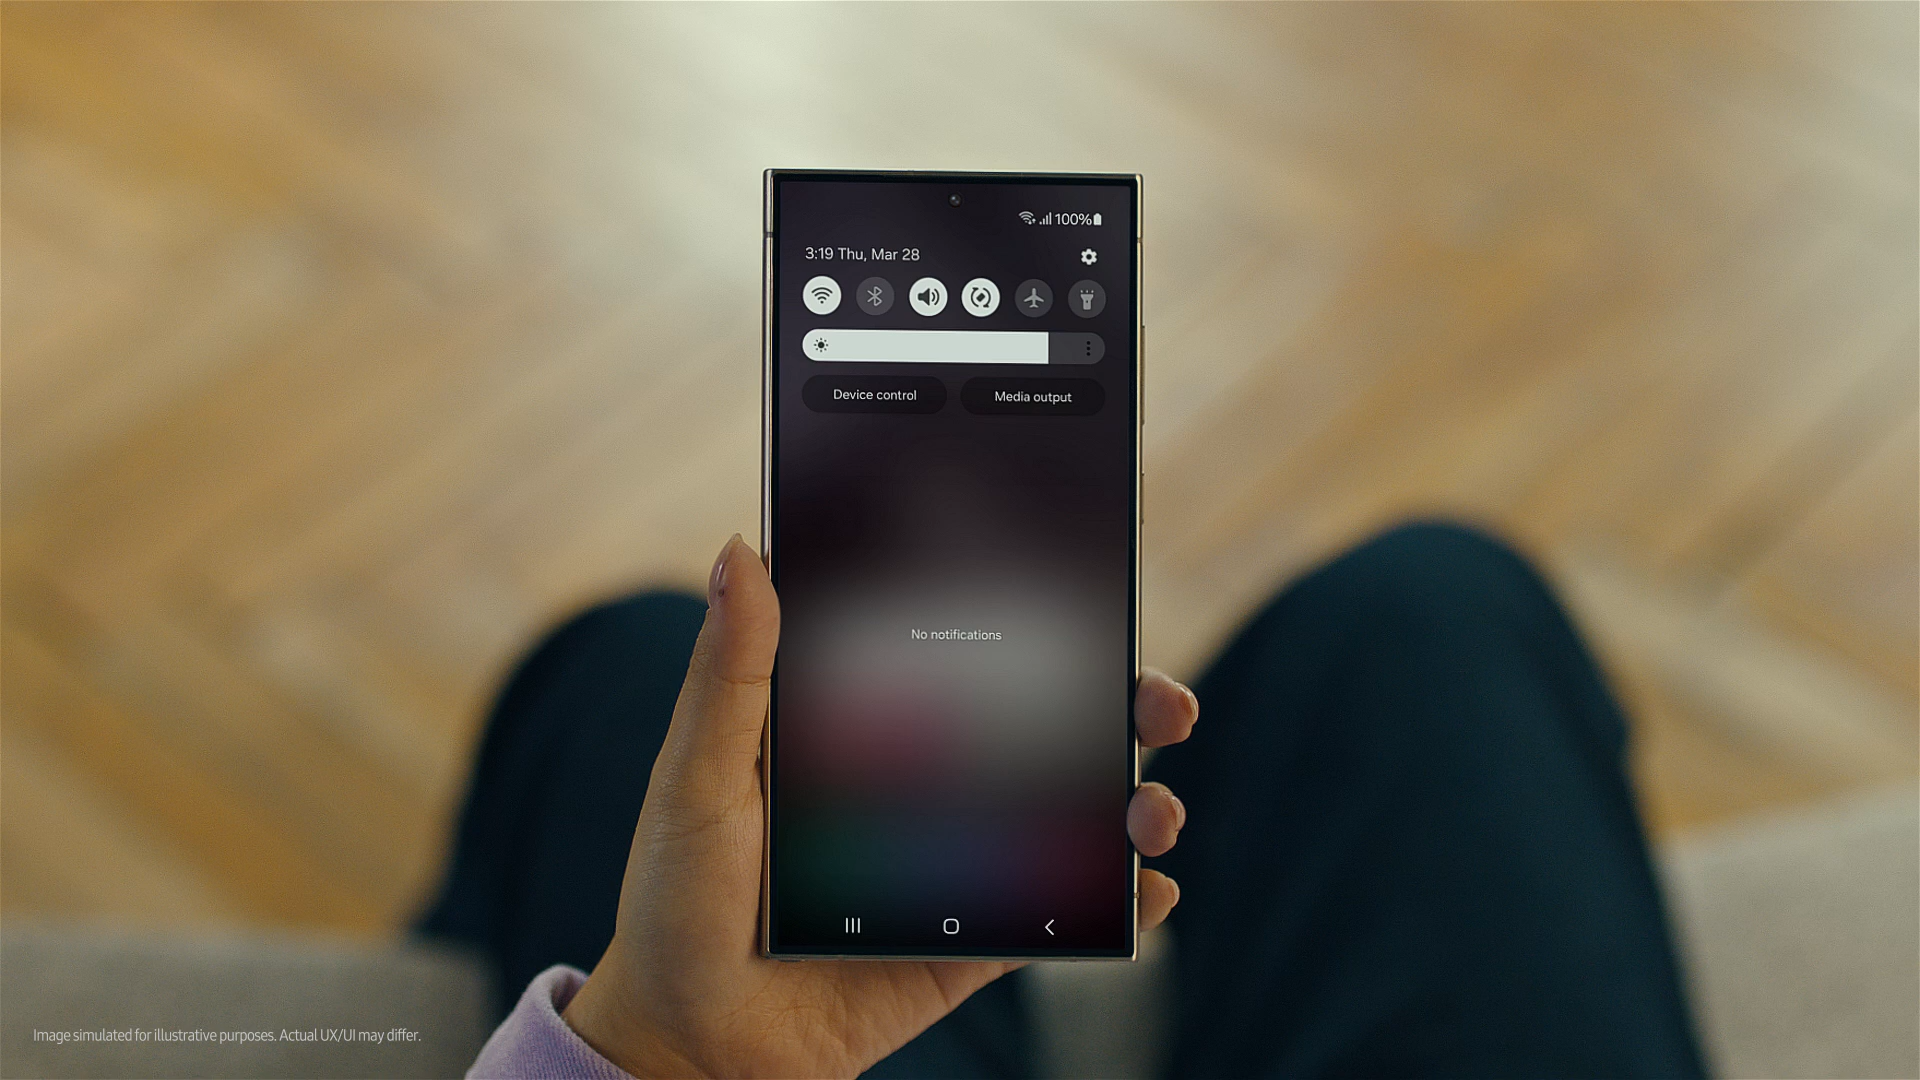 100%
3:19 Thu, Mar 28
Device control
Media output
No notifications
Image simulated for illustrative purposes. Actual UX/UI may differ.